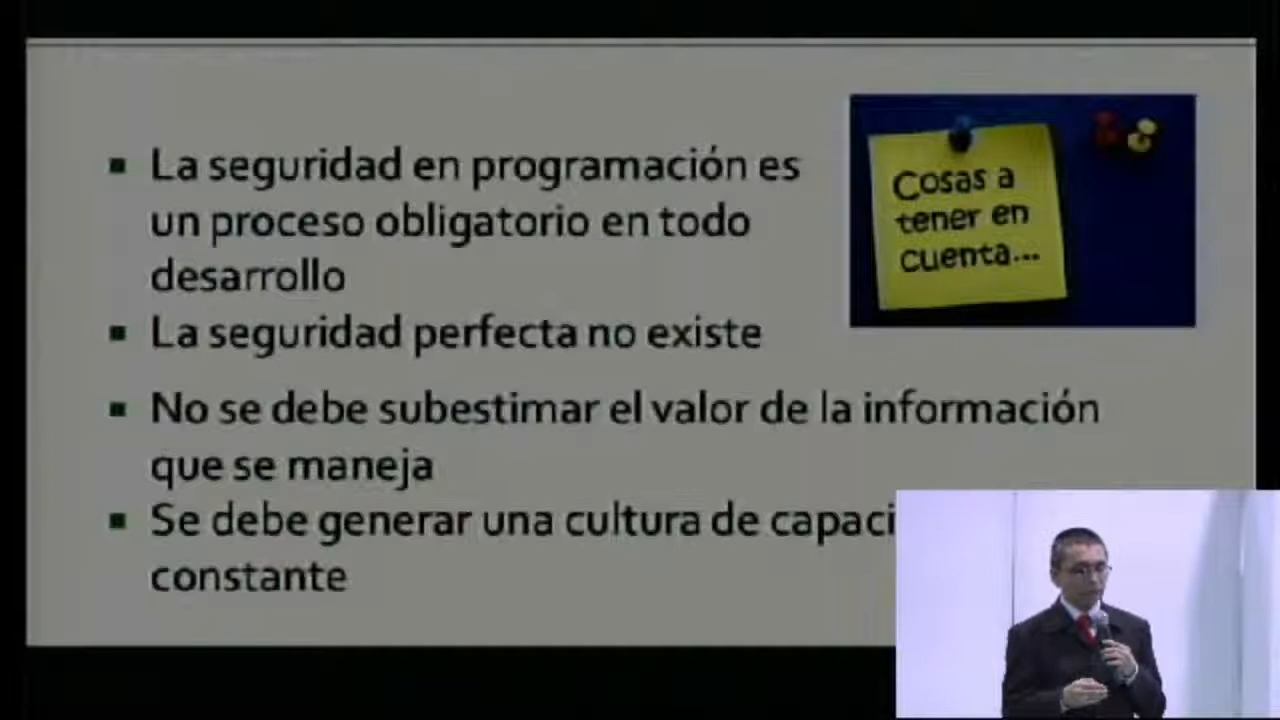 La seguridad en programación es
un proceso obligatorio en todo
desarrollo
La seguridad perfecta no existe
No se debe subestimar el valor de la información
que se maneja
Se debe generar una cultura de
constante
Cosas a
tener en
cuenta...